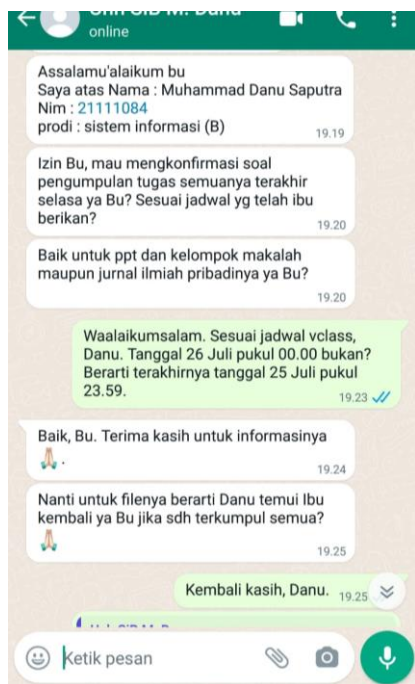 online
Assalamu'alaikum bu
Saya atas Nama : Muhammad Danu Saputra
Nim : 21111084
prodi : sistem informasi (B)
19.19
Izin Bu, mau mengkonfirmasi soal
pengumpulan tugas semuanya terakhir
selasa ya Bu? Sesuai jadwal yg telah ibu
berikan?
19.20
Baik untuk ppt dan kelompok makalah
maupun jurnal ilmiah pribadinya ya Bu?
19.20
Waalaikumsalam. Sesuai jadwal vclass,
Danu. Tanggal 26 Juli pukul 00.00 bukan?
Berarti terakhirnya tanggal 25 Juli pukul
23.59.
19.23
Baik, Bu. Terima kasih untuk informasinya
🙏🏻 .
19.24
Nanti untuk filenya berarti Danu temui Ibu
kembali ya Bu jika sdh terkumpul semua?
🙏🏻
19.25
Kembali kasih, Danu. 19.25
Ketik pesan